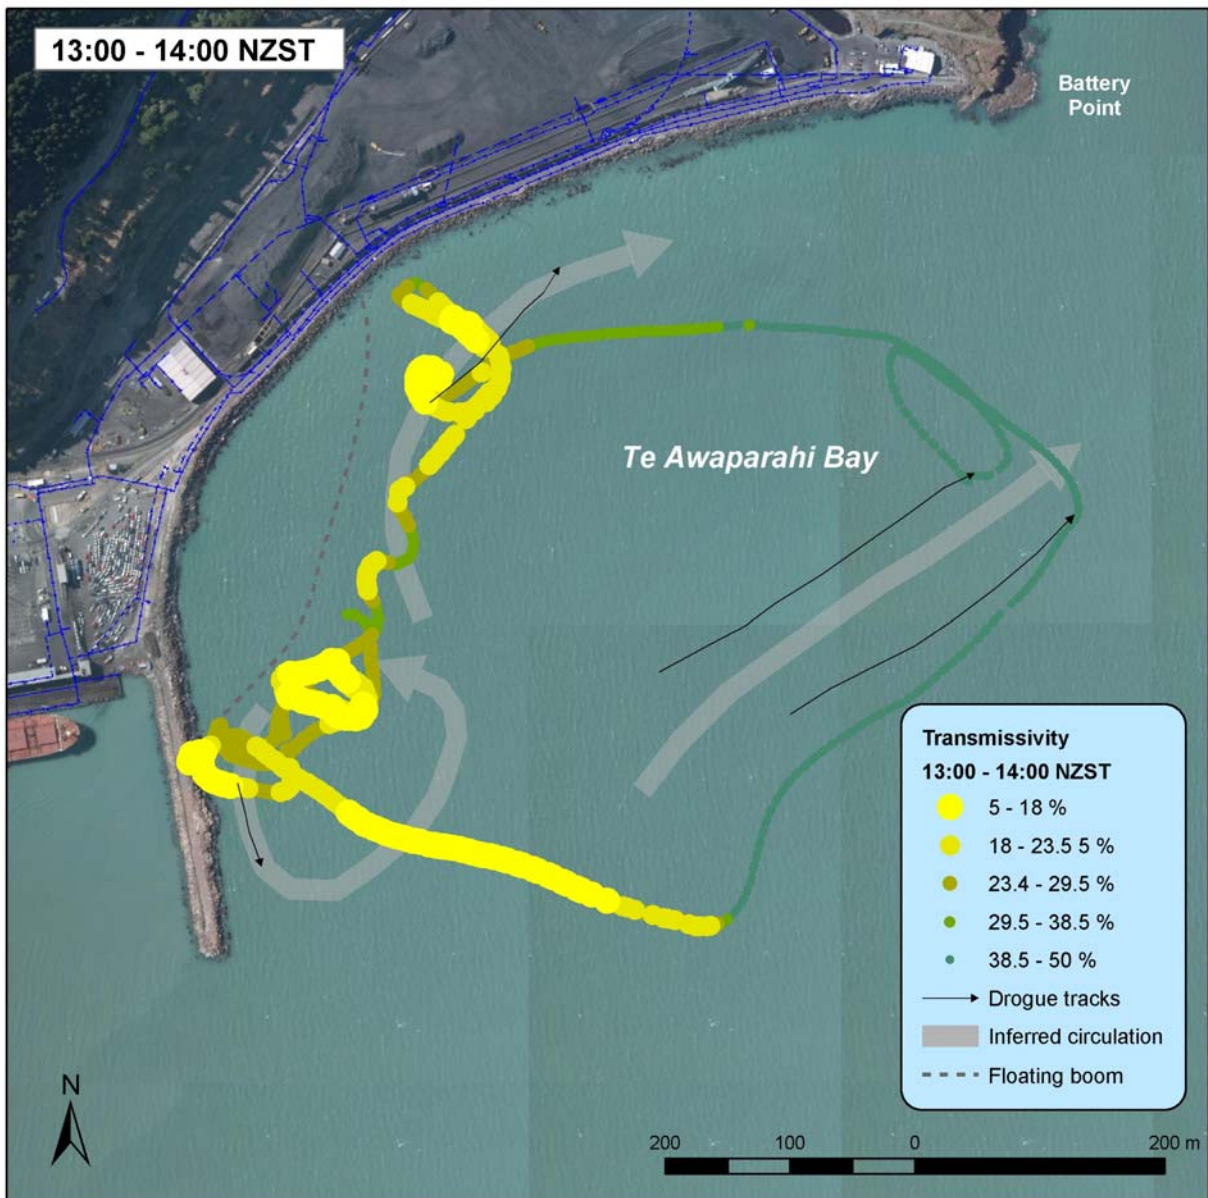 13:00 - 14:00 NZST
Battery
Point
Te Awaparahi Bay
Transmissivity
13:00 - 14:00 NZST
5 - 18 %
18 - 23.5 5 %
23.4 - 29.5 %
29.5 - 38.5 %
38.5 - 50 %
Drogue tracks
Inferred circulation
Floating boom
N
200 100 0 200 m